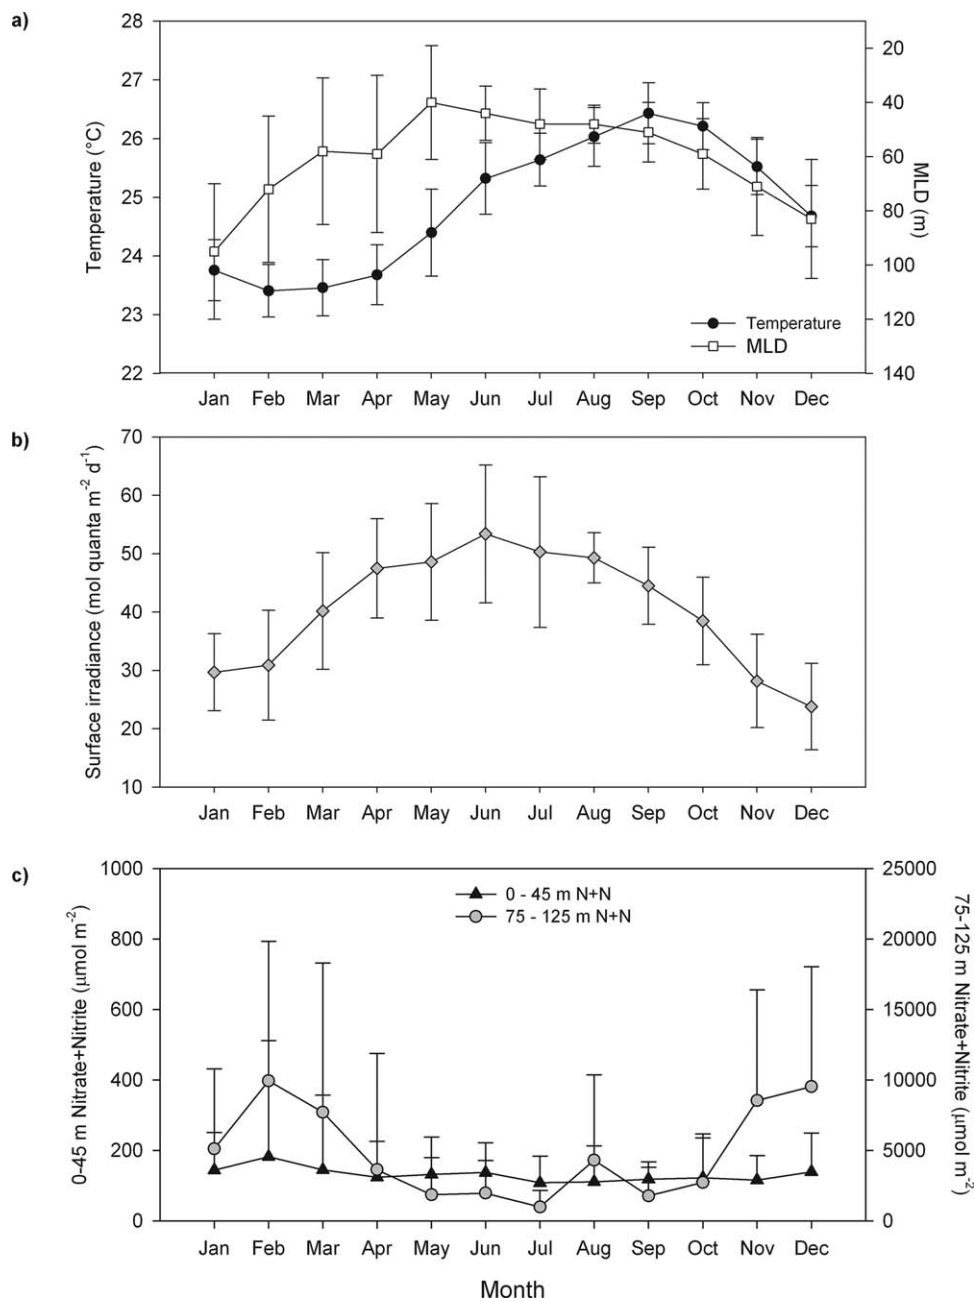 a)
28
27
26
25
24
23
22
Temperature (°C)
20
40
60
80
100
120
140
MLD
(m)
Temperature
MLD
Jan Feb Mar Apr May Jun Jul Aug Sep Oct Nov Dec
b)
70
60
50
40
30
20
10
Surface irradiance (mol quanta m⁻² d⁻¹)
Jan Feb Mar Apr May Jun Jul Aug Sep Oct Nov Dec
c)
1000
800
600
400
200
0
0–45 m Nitrate+Nitrite (μmol m⁻²)
0 - 45 m N+N
75 - 125 m N+N
25000
20000
15000
10000
5000
0
75-125 m Nitrate+Nitrite (μmol m⁻²)
Jan Feb Mar Apr May Jun Jul Aug Sep Oct Nov Dec
Month